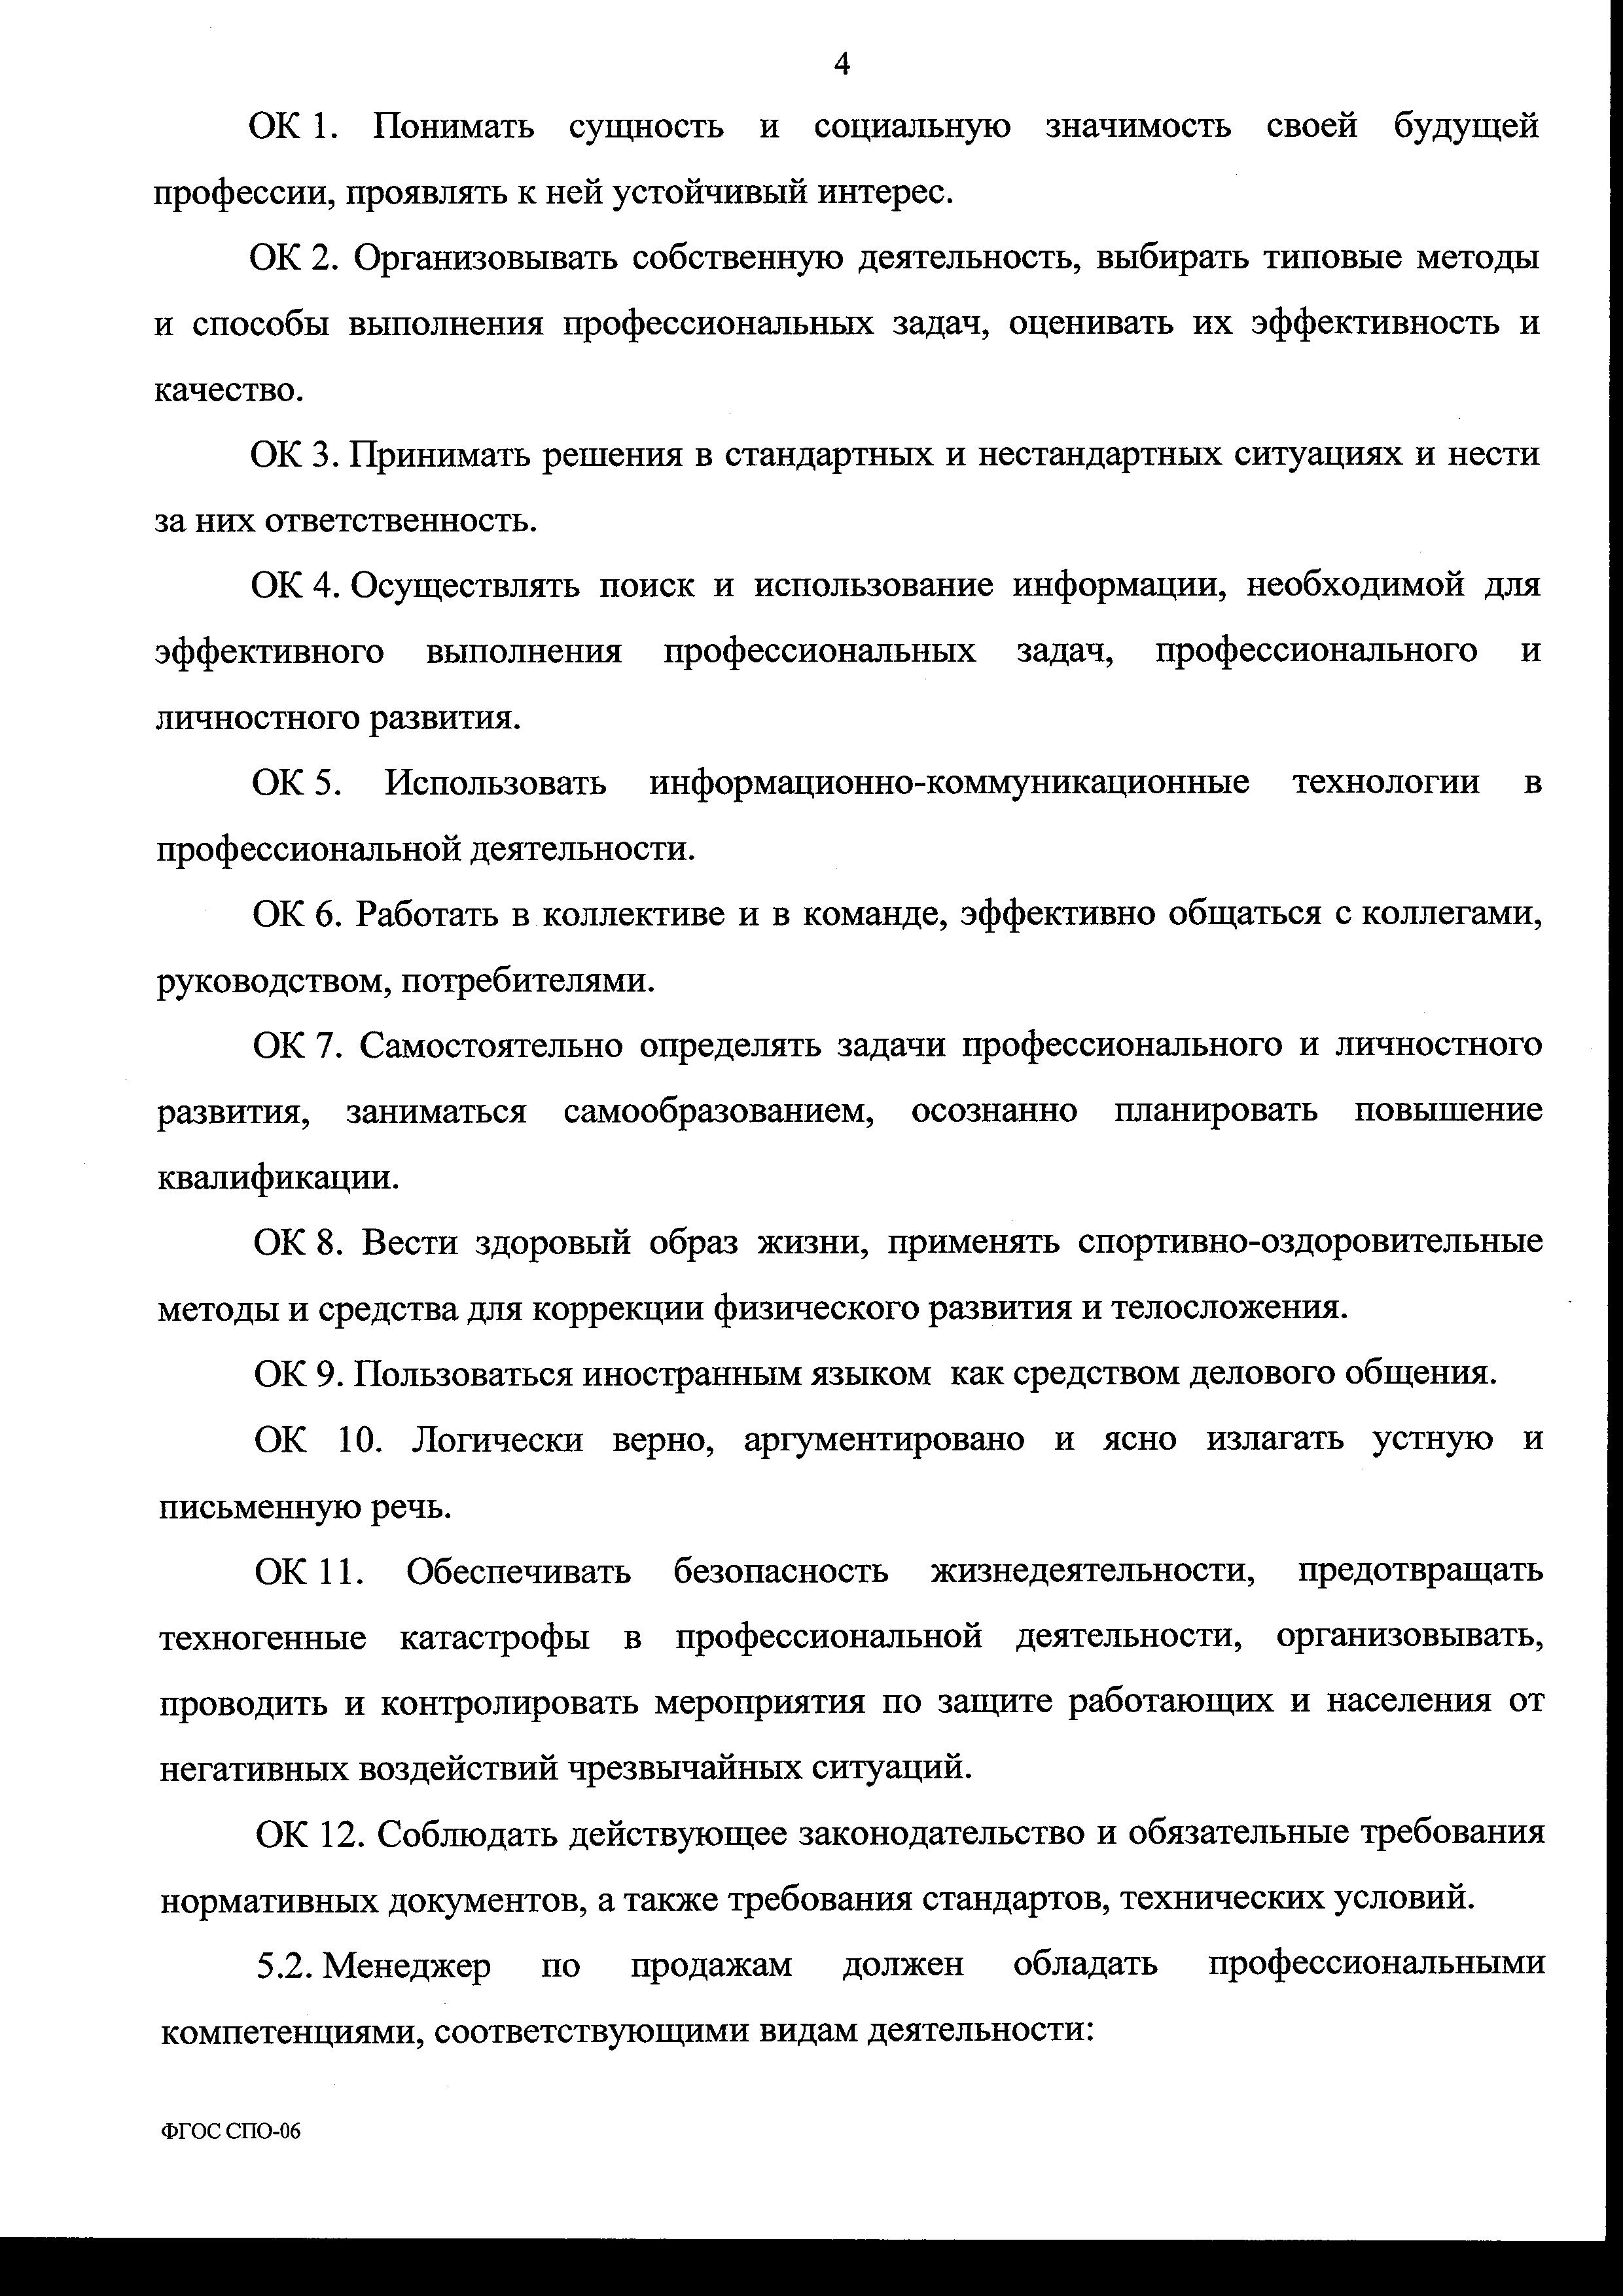 4
ОК 1. Понимать сущность и социальную значимость своей будущей
профессии, проявлять к ней устойчивый интерес.
ОК 2. Организовывать собственную деятельность, выбирать типовые методы
и способы выполнения профессиональных задач, оценивать их эффективность и
качество.
ОК 3. Принимать решения в стандартных и нестандартных ситуациях и нести
за них ответственность.
ОК 4. Осуществлять поиск и использование информации, необходимой для
эффективного выполнения профессиональных задач, профессионального и
личностного развития.
ОК 5. Использовать информационно-коммуникационные технологии в
профессиональной деятельности.
ОК 6. Работать в коллективе и в команде, эффективно общаться с коллегами,
руководством, потребителями.
ОК 7. Самостоятельно определять задачи профессионального и личностного
развития, заниматься самообразованием, осознанно планировать повышение
квалификации.
ОК 8. Вести здоровый образ жизни, применять спортивно-оздоровительные
методы и средства для коррекции физического развития и телосложения.
ОК 9. Пользоваться иностранным языком как средством делового общения.
ОК 10. Логически верно, аргументировано и ясно излагать устную и
письменную речь.
ОК 11. Обеспечивать безопасность жизнедеятельности, предотвращать
техногенные катастрофы в профессиональной деятельности, организовывать,
проводить и контролировать мероприятия по защите работающих и населения от
негативных воздействий чрезвычайных ситуаций.
ОК 12. Соблюдать действующее законодательство и обязательные требования
нормативных документов, а также требования стандартов, технических условий.
5.2. Менеджер по продажам должен обладать профессиональными
компетенциями, соответствующими видам деятельности:
ФГОС СПО-06